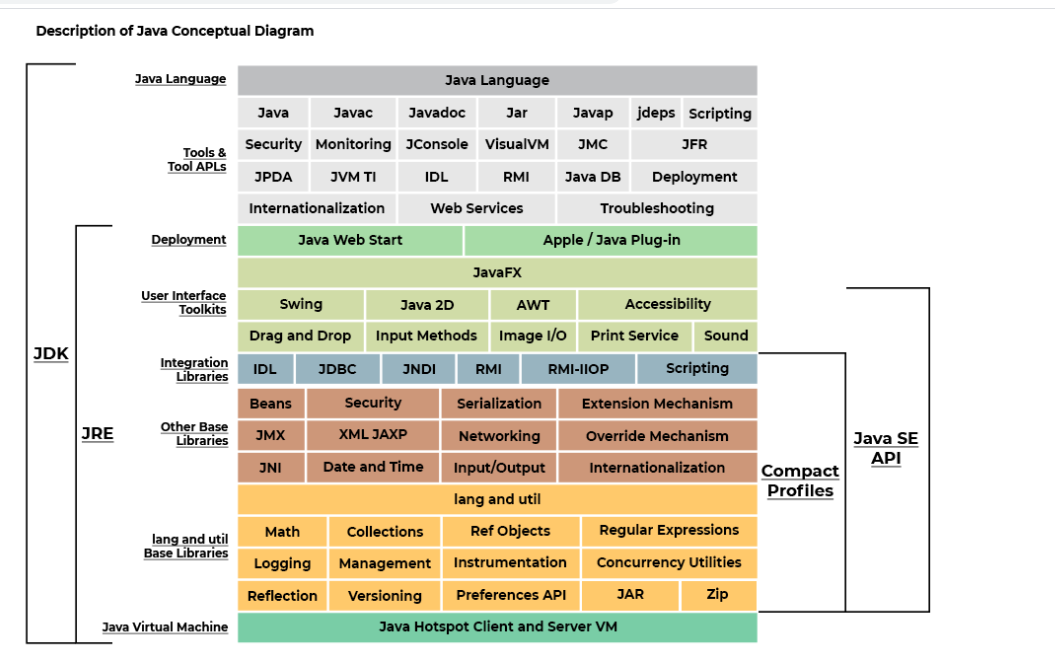 Description of Java Conceptual Diagram
Java Language
Java Language
Java Javac Javadoc Jar Javap jdeps Scripting
Tools &
Tool APLs
Security Monitoring JConsole VisualVM JMC JFR
JPDA JVM TI IDL RMI Java DB Deployment
Internationalization Web Services Troubleshooting
Deployment
Java Web Start Apple / Java Plug-in
JavaFX
User Interface
Toolkits
Swing Java 2D AWT Accessibility
Drag and Drop Input Methods Image I/O Print Service Sound
Integration
Libraries
IDL JDBC JNDI RMI RMI-IIOP Scripting
Other Base
Libraries
Beans Security Serialization Extension Mechanism
JMX XML JAXP Networking Override Mechanism
JNI Date and Time Input/Output Internationalization
lang and util
lang and util
Base Libraries
Math Collections Ref Objects Regular Expressions
Logging Management Instrumentation Concurrency Utilities
Reflection Versioning Preferences API JAR Zip
Java Virtual Machine
Java Hotspot Client and Server VM
JDK
JRE
Compact
Profiles
Java SE
API